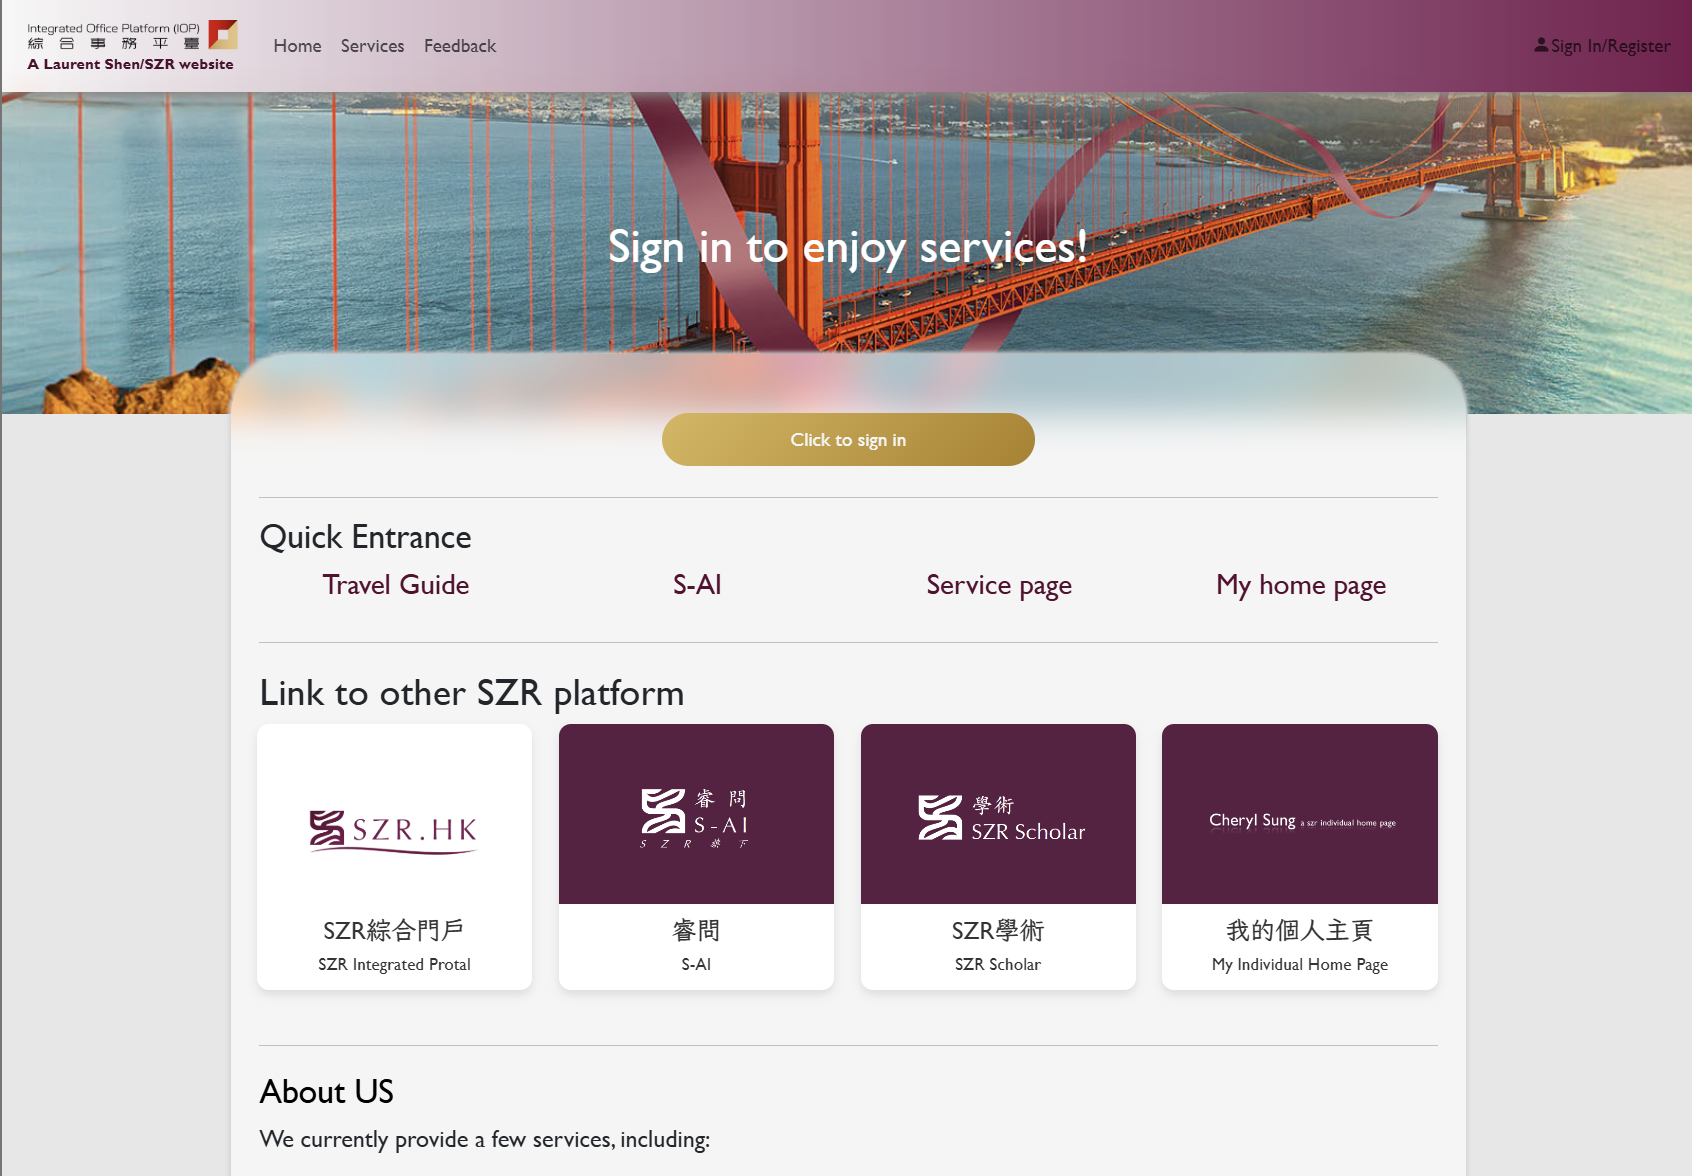 Integrated Office Platform (IOP)
綜合事務平臺
A Laurent Shen/SZR website
Home
Services
Feedback
Sign In/Register
Sign in to enjoy services!
Click to sign in
Quick Entrance
Travel Guide
S-AI
Service page
My home page
Link to other SZR platform
SZR.HK
睿問
S-AI
SZR旗下
學術
SZR Scholar
Cheryl Sung a szr individual home page
SZR綜合門戶
SZR Integrated Protal
睿問
S-AI
SZR學術
SZR Scholar
我的個人主頁
My Individual Home Page
About US
We currently provide a few services, including: